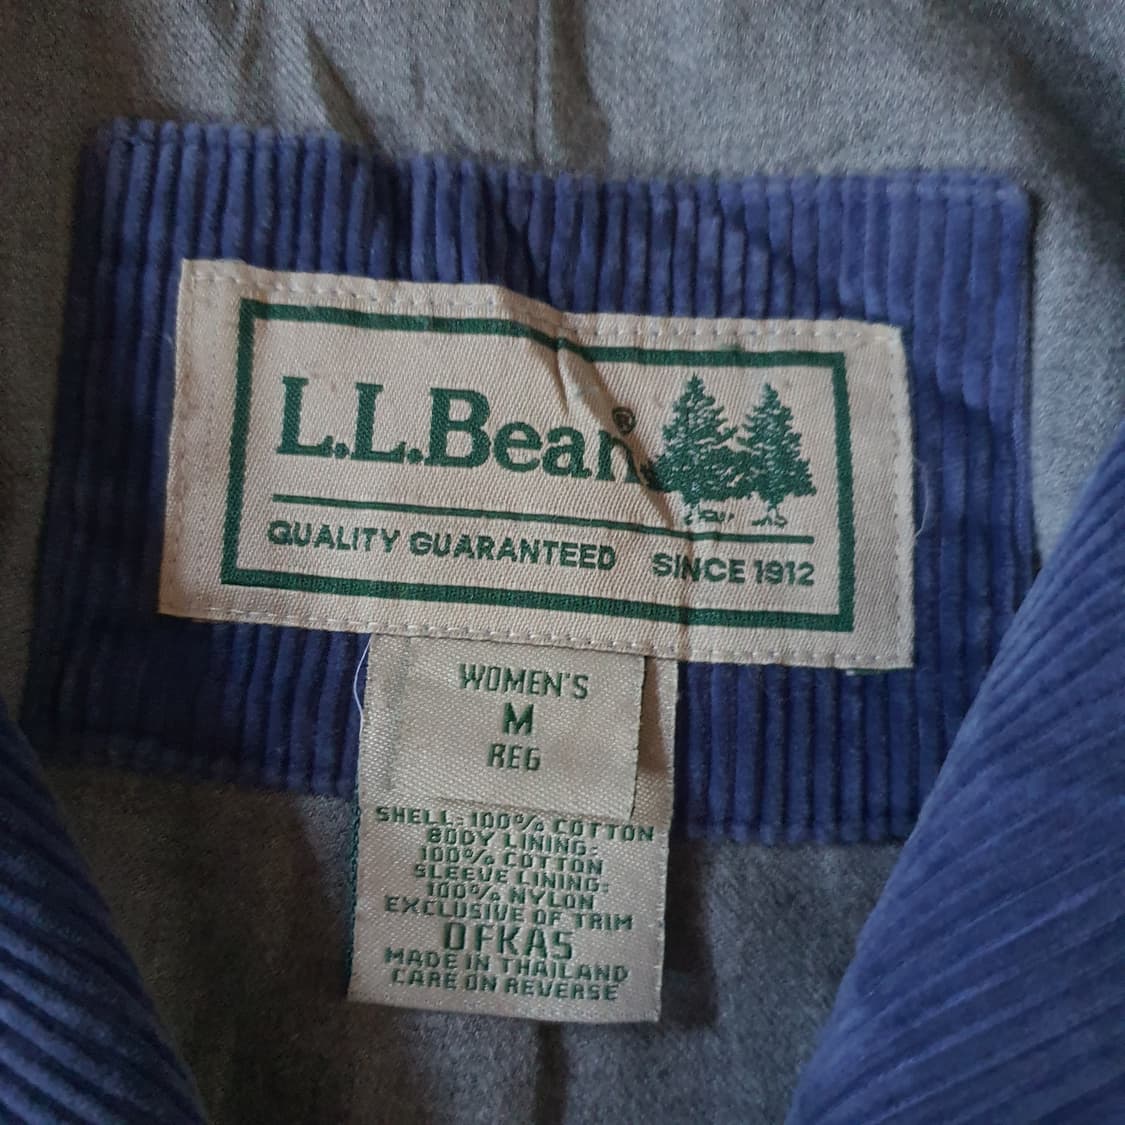 L.L.Bean®
QUALITY GUARANTEED SINCE 1912
WOMEN'S
M
REG
SHELL: 100% COTTON
BODY LINING:
100% COTTON
SLEEVE LINING:
100% NYLON
EXCLUSIVE OF TRIM
0FKA5
MADE IN THAILAND
CARE ON REVERSE